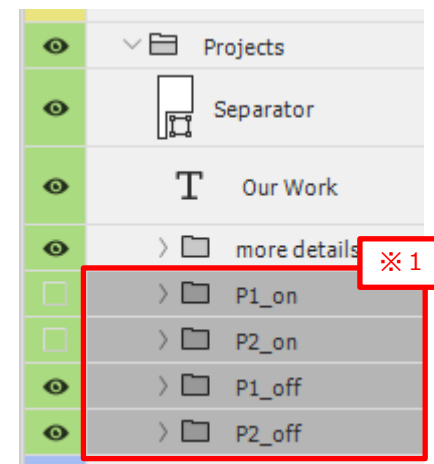 Projects
Separator
Our Work
more details
※1
P1_on
P2_on
P1_off
P2_off